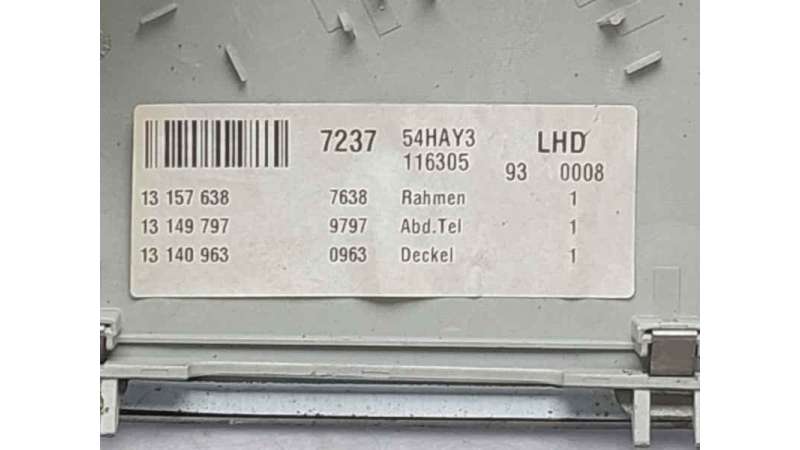 7237 54HAY3 LHD
116305 93 0008
13 157 638 7638 Rahmen 1
13 149 797 9797 Abd.Tel 1
13 140 963 0963 Deckel 1